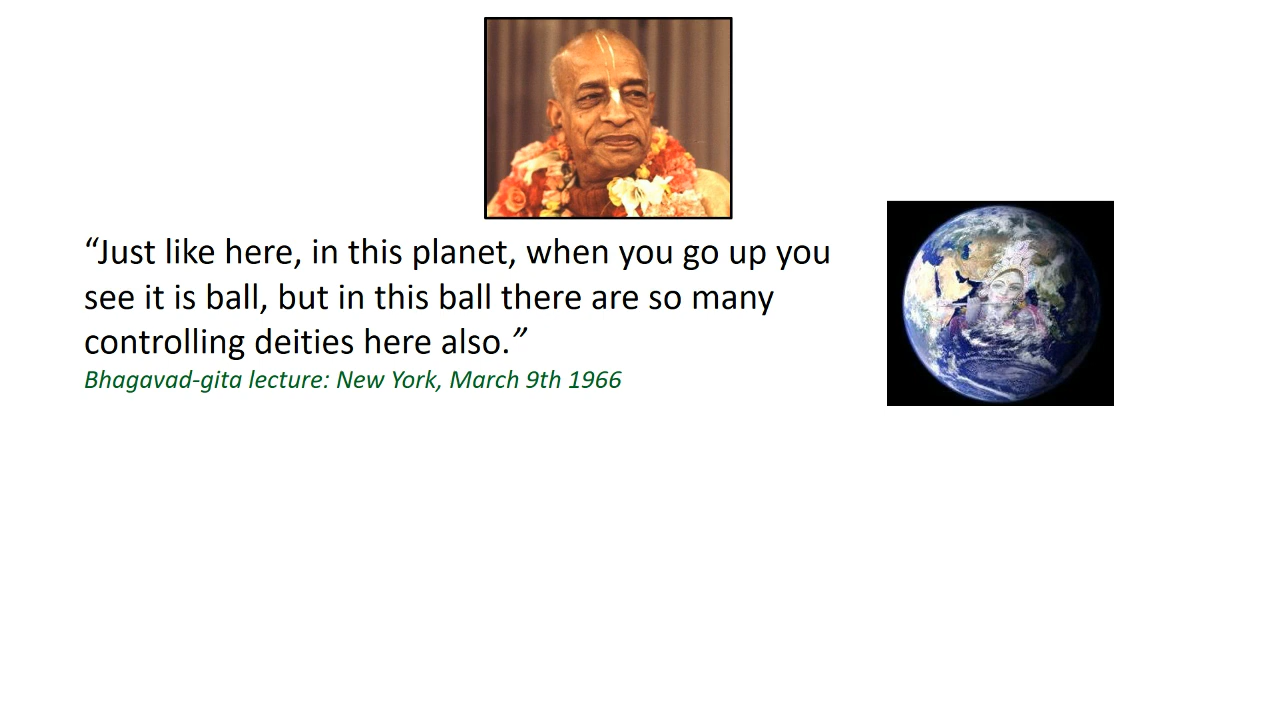 “Just like here, in this planet, when you go up you
see it is ball, but in this ball there are so many
controlling deities here also.”
Bhagavad-gita lecture: New York, March 9th 1966